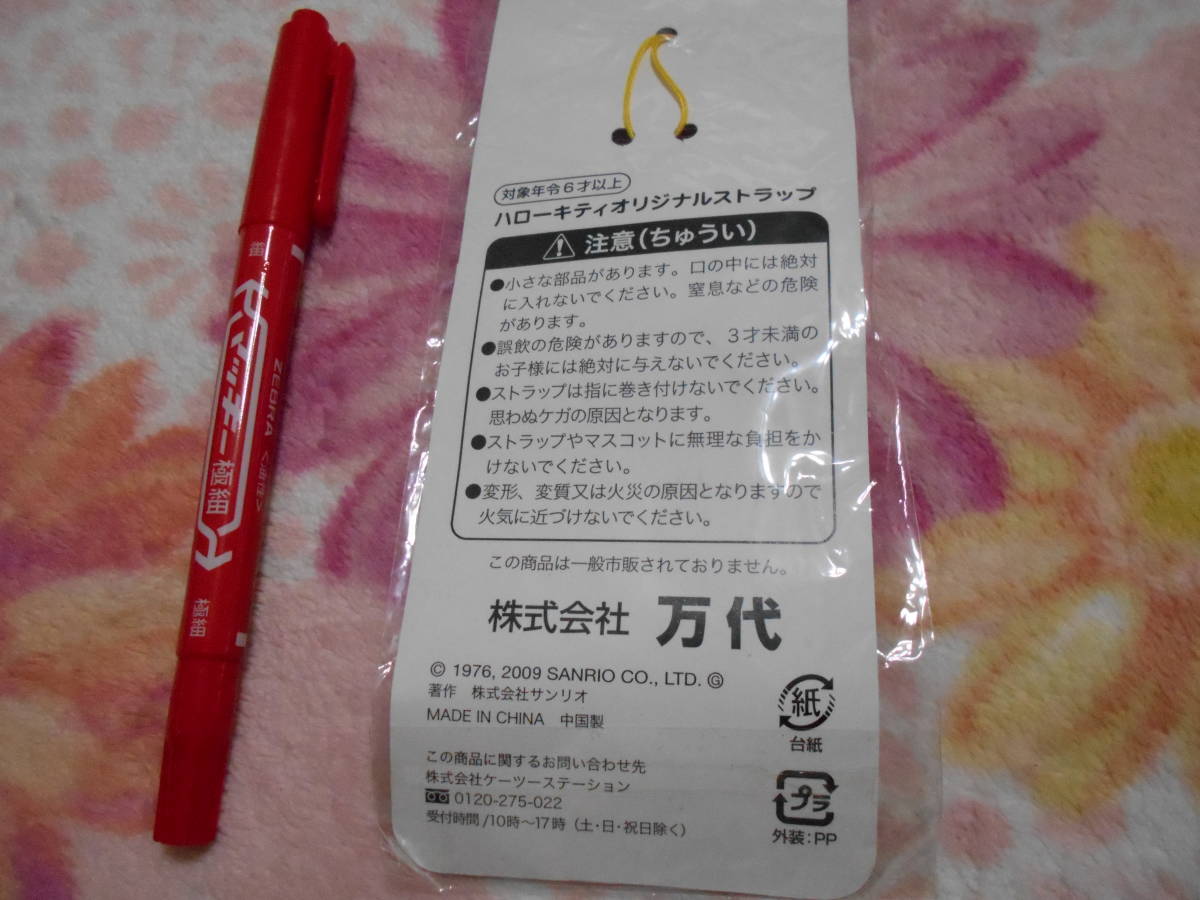 ZEBRA <油性>
マッキー極細
極細
対象年令6才以上
ハローキティオリジナルストラップ
注意(ちゅうい)
●小さな部品があります。口の中には絶対
に入れないでください。窒息などの危険
があります。
●誤飲の危険がありますので、3才未満の
お子様には絶対に与えないでください。
●ストラップは指に巻き付けないでください。
思わぬケガの原因となります。
●ストラップやマスコットに無理な負担をか
けないでください。
●変形、変質又は火災の原因となりますので
火気に近づけないでください。
この商品は一般市販されておりません。
株式会社 万代
© 1976, 2009 SANRIO CO., LTD. Ⓖ
著作 株式会社サンリオ
MADE IN CHINA 中国製
紙
台紙
この商品に関するお問い合わせ先
株式会社ケーツーステーション
0120-275-022
受付時間/10時～17時(土・日・祝日除く)
プラ
外装:PP